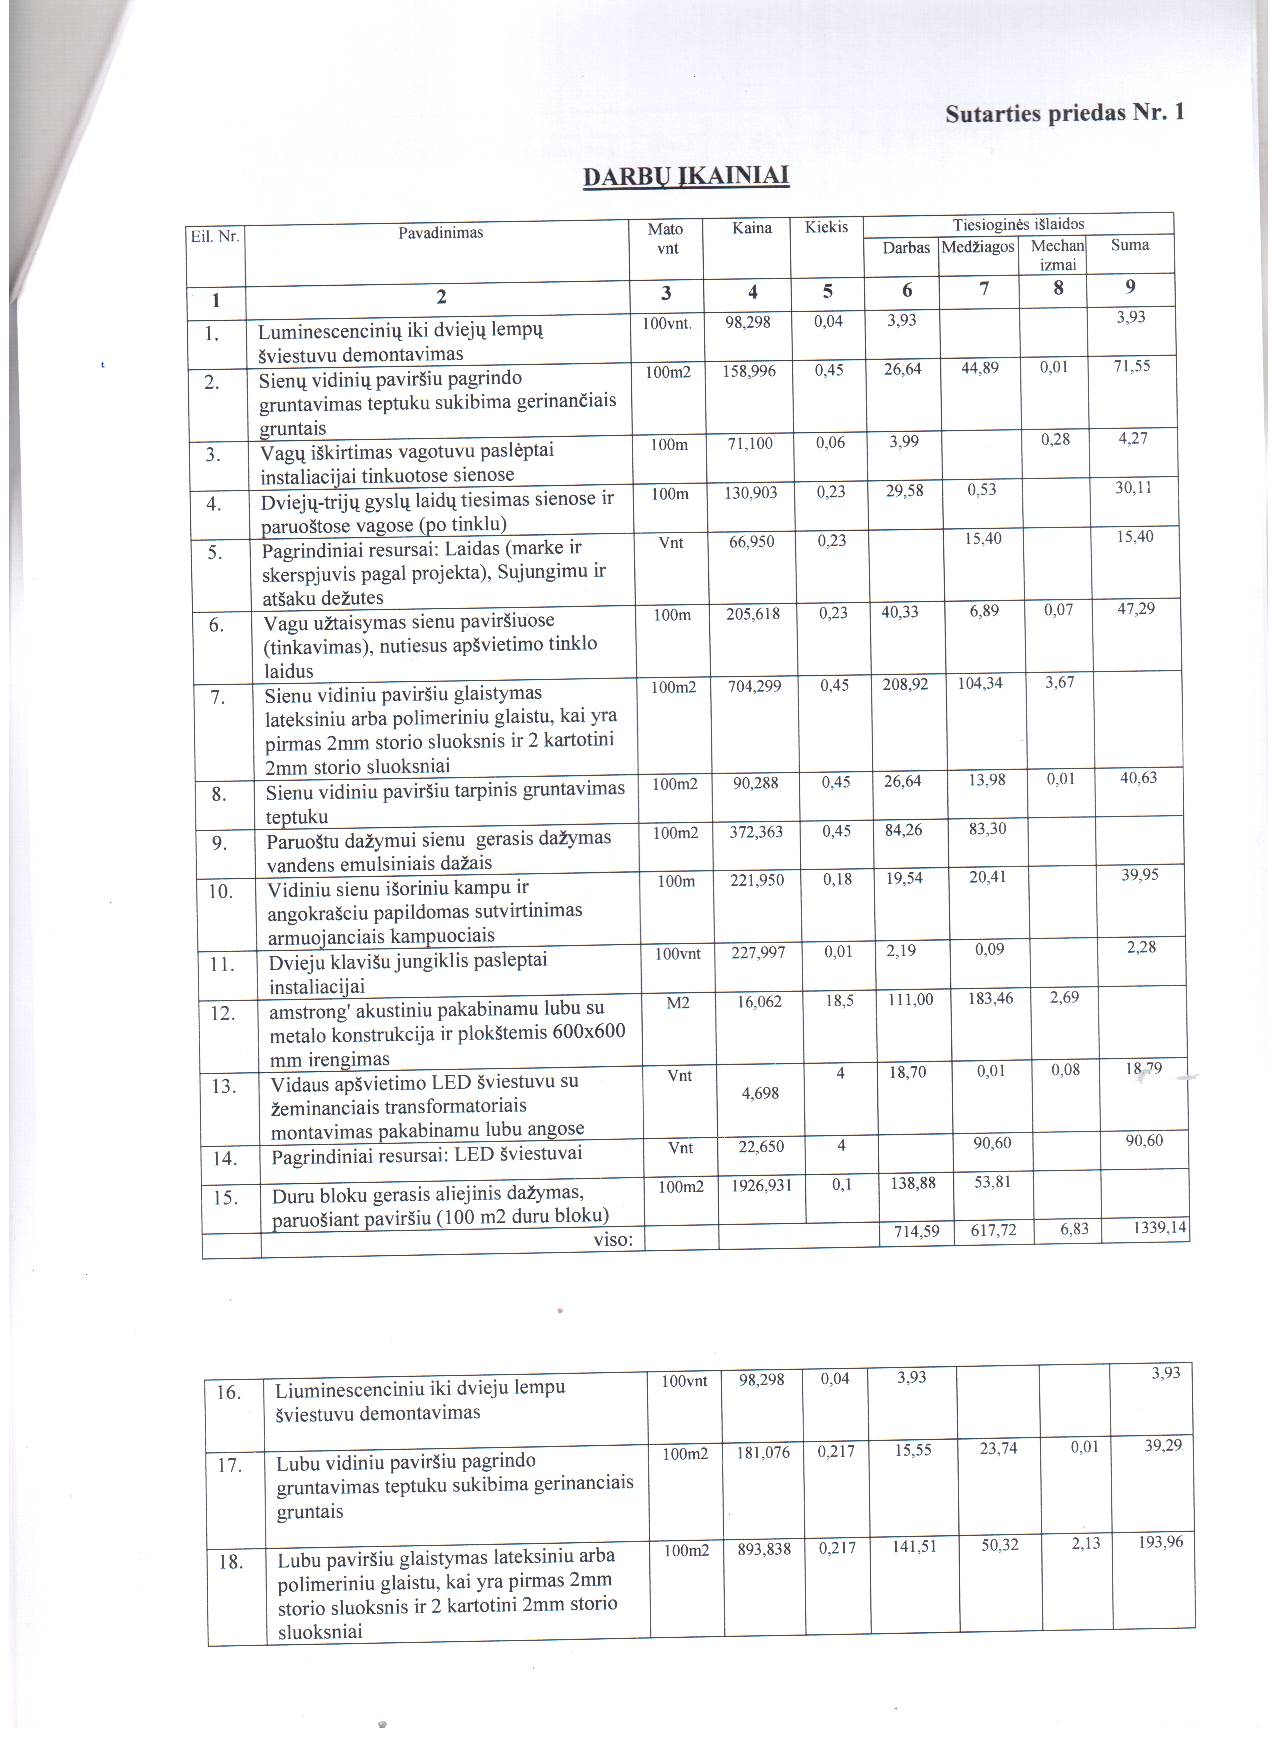 Sutarties priedas Nr. 1
DARBŲ ĮKAINIAI
Eil. Nr. Pavadinimas Mato vnt Kaina Kiekis Tiesioginės išlaidos
Darbas Medžiagos Mechan izmai Suma
1 2 3 4 5 6 7 8 9
1. Luminescencinių iki dviejų lempų 100vnt. 98,298 0,04 3,93 3,93
šviestuvu demontavimas
2. Sienų vidinių paviršiu pagrindo 100m2 158,996 0,45 26,64 44,89 0,01 71,55
gruntavimas teptuku sukibima gerinančiais
gruntais
3. Vagų iškirtimas vagotuvu paslėptai 100m 71,100 0,06 3,99 0,28 4,27
instaliacijai tinkuotose sienose
4. Dviejų-trijų gyslų laidų tiesimas sienose ir 100m 130,903 0,23 29,58 0,53 30,11
paruoštose vagose (po tinklu)
5. Pagrindiniai resursai: Laidas (marke ir Vnt 66,950 0,23 15,40 15,40
skerspjuvis pagal projekta), Sujungimu ir
atšaku dežutes
6. Vagu užtaisymas sienu paviršiuose 100m 205,618 0,23 40,33 6,89 0,07 47,29
(tinkavimas), nutiesus apšvietimo tinklo
laidus
7. Sienu vidiniu paviršiu glaistymas 100m2 704,299 0,45 208,92 104,34 3,67
lateksiniu arba polimeriniu glaistu, kai yra
pirmas 2mm storio sluoksnis ir 2 kartotini
2mm storio sluoksniai
8. Sienu vidiniu paviršiu tarpinis gruntavimas 100m2 90,288 0,45 26,64 13,98 0,01 40,63
teptuku
9. Paruoštu dažymui sienu gerasis dažymas 100m2 372,363 0,45 84,26 83,30
vandens emulsiniais dažais
10. Vidiniu sienu išoriniu kampu ir 100m 221,950 0,18 19,54 20,41 39,95
angokrašciu papildomas sutvirtinimas
armuojanciais kampuociais
11. Dvieju klavišu jungiklis pasleptai 100vnt 227,997 0,01 2,19 0,09 2,28
instaliacijai
12. amstrong' akustiniu pakabinamu lubu su M2 16,062 18,5 111,00 183,46 2,69
metalo konstrukcija ir plokštemis 600x600
mm irengimas
13. Vidaus apšvietimo LED šviestuvu su Vnt 4,698 4 18,70 0,01 0,08 18,79
žeminanciais transformatoriais
montavimas pakabinamu lubu angose
14. Pagrindiniai resursai: LED šviestuvai Vnt 22,650 4 90,60 90,60
15. Duru bloku gerasis aliejinis dažymas, 100m2 1926,931 0,1 138,88 53,81
paruošiant paviršiu (100 m2 duru bloku)
viso: 714,59 617,72 6,83 1339,14
16. Liuminescenciniu iki dvieju lempu 100vnt 98,298 0,04 3,93 3,93
šviestuvu demontavimas
17. Lubu vidiniu paviršiu pagrindo 100m2 181,076 0,217 15,55 23,74 0,01 39,29
gruntavimas teptuku sukibima gerinanciais
gruntais
18. Lubu paviršiu glaistymas lateksiniu arba 100m2 893,838 0,217 141,51 50,32 2,13 193,96
polimeriniu glaistu, kai yra pirmas 2mm
storio sluoksnis ir 2 kartotini 2mm storio
sluoksniai